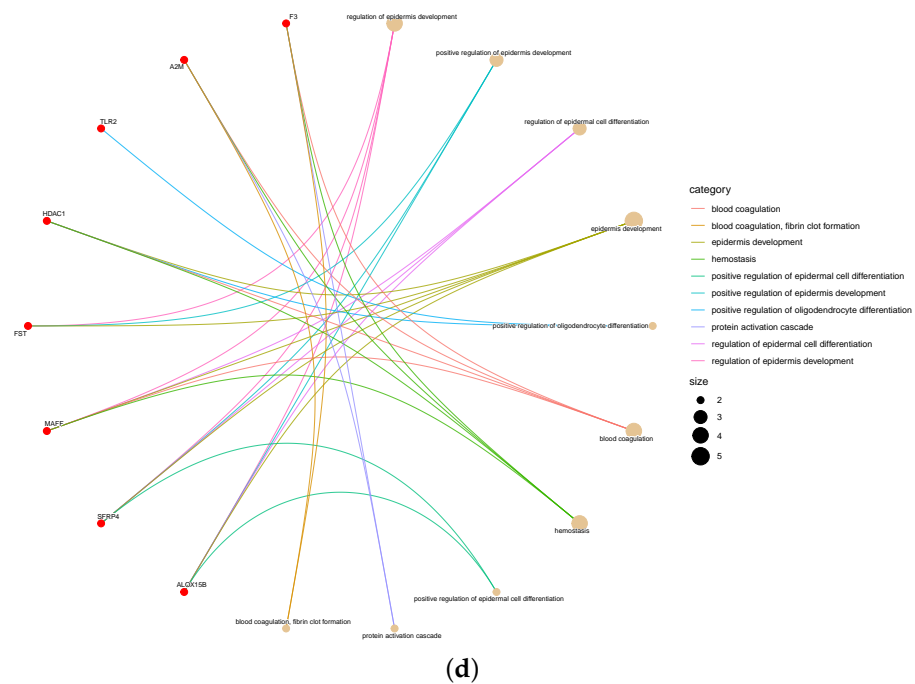 F3
regulation of epidermis development
positive regulation of epidermis development
A2M
TLR2
regulation of epidermal cell differentiation
HDAC1
epidermis development
FST
positive regulation of oligodendrocyte differentiation
MAFF
blood coagulation
SFRP4
hemostasis
ALOX15B
positive regulation of epidermal cell differentiation
blood coagulation, fibrin clot formation
protein activation cascade
category
blood coagulation
blood coagulation, fibrin clot formation
epidermis development
hemostasis
positive regulation of epidermal cell differentiation
positive regulation of epidermis development
positive regulation of oligodendrocyte differentiation
protein activation cascade
regulation of epidermal cell differentiation
regulation of epidermis development
size
2
3
4
5
(d)